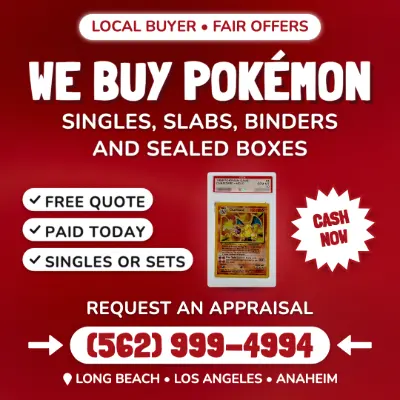 LOCAL BUYER • FAIR OFFERS
WE BUY POKÉMON
SINGLES, SLABS, BINDERS
AND SEALED BOXES
✓ FREE QUOTE
✓ PAID TODAY
✓ SINGLES OR SETS
CASH
NOW
REQUEST AN APPRAISAL
(562) 999-4994
LONG BEACH • LOS ANGELES • ANAHEIM